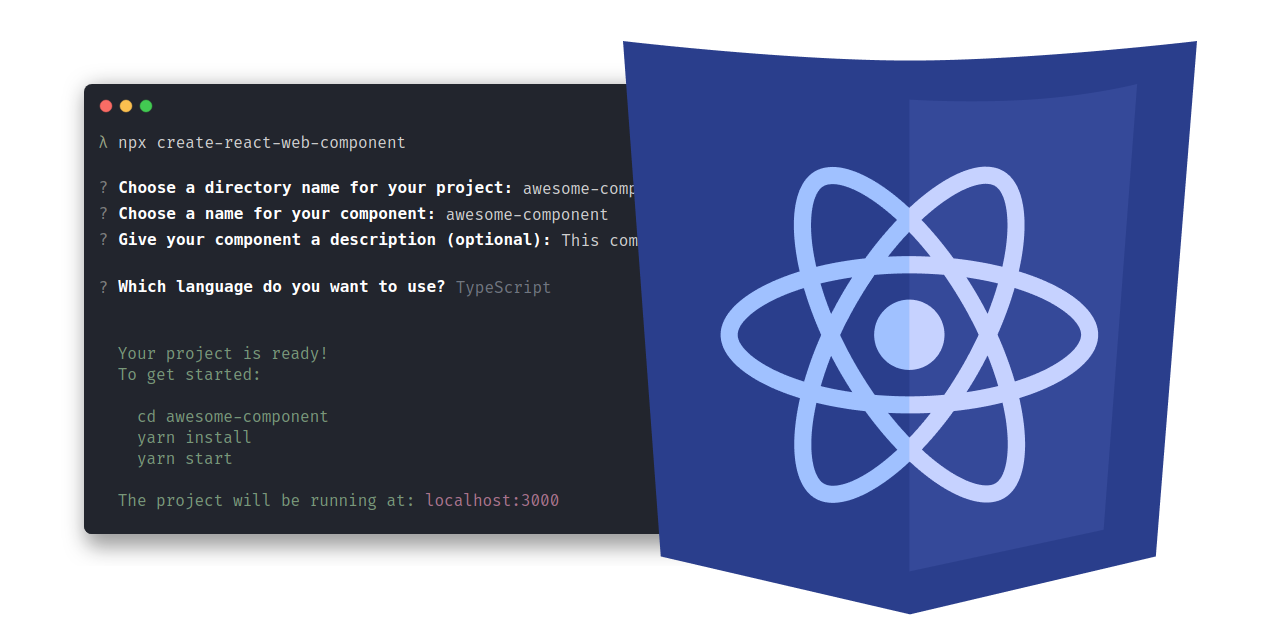 λ npx create-react-web-component
? Choose a directory name for your project: awesome-comp
? Choose a name for your component: awesome-component
? Give your component a description (optional): This com
? Which language do you want to use? TypeScript
Your project is ready!
To get started:
cd awesome-component
yarn install
yarn start
The project will be running at: localhost:3000